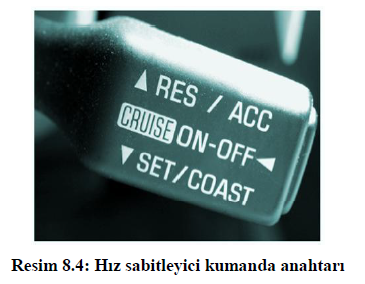 ▲ RES / ACC
CRUISE ON-OFF ◄
▼ SET/COAST
Resim 8.4: Hız sabitleyici kumanda anahtarı